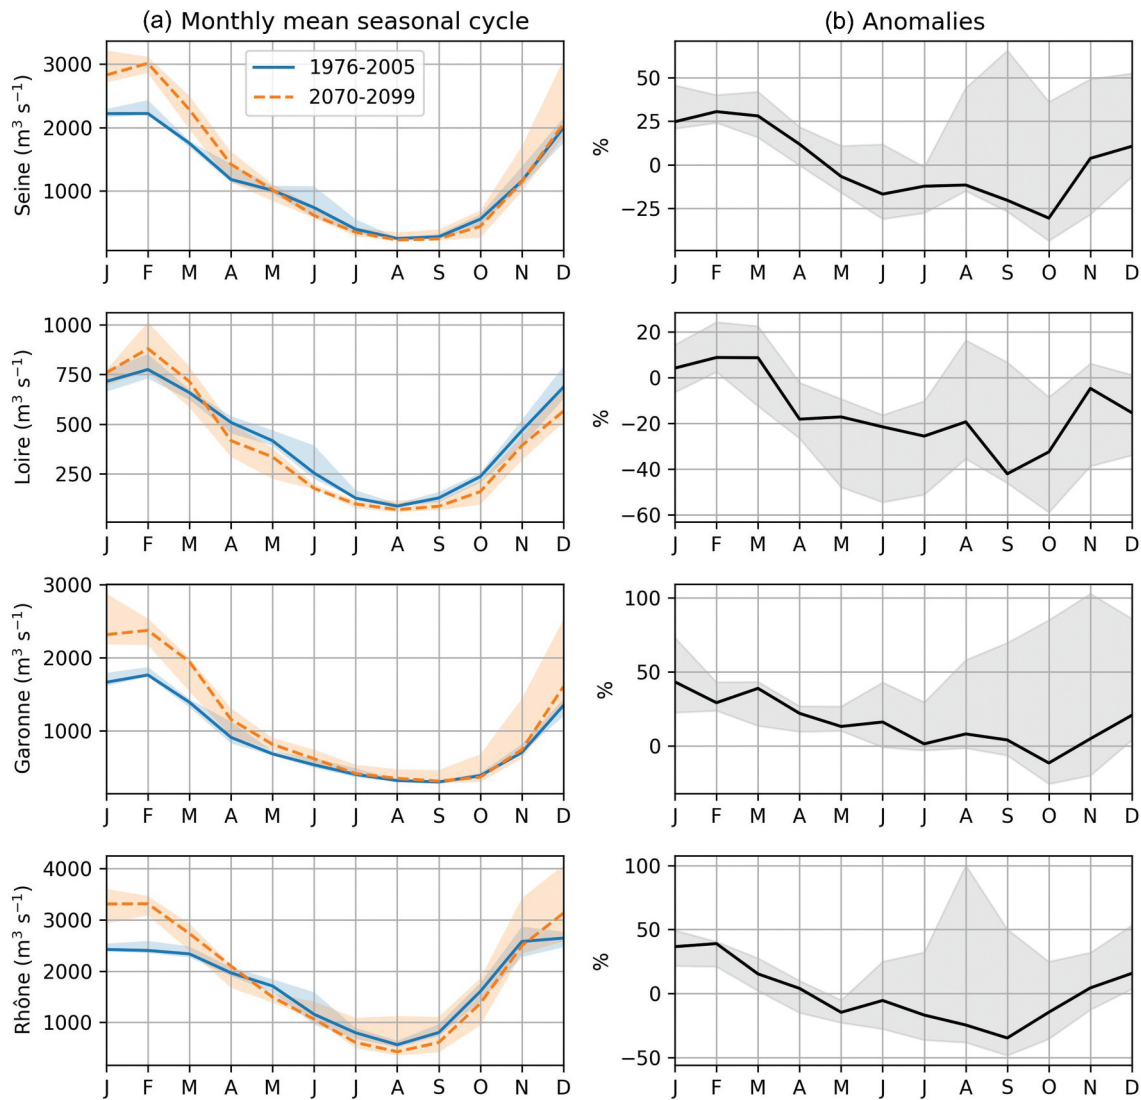 (a) Monthly mean seasonal cycle
(b) Anomalies
1976-2005
2070-2099
Seine (m³ s⁻¹)
3000
2000
1000
J F M A M J J A S O N D
%
50
25
0
−25
J F M A M J J A S O N D
Loire (m³ s⁻¹)
1000
750
500
250
J F M A M J J A S O N D
%
20
0
−20
−40
−60
J F M A M J J A S O N D
Garonne (m³ s⁻¹)
3000
2000
1000
J F M A M J J A S O N D
%
100
50
0
J F M A M J J A S O N D
Rhône (m³ s⁻¹)
4000
3000
2000
1000
J F M A M J J A S O N D
%
100
50
0
−50
J F M A M J J A S O N D